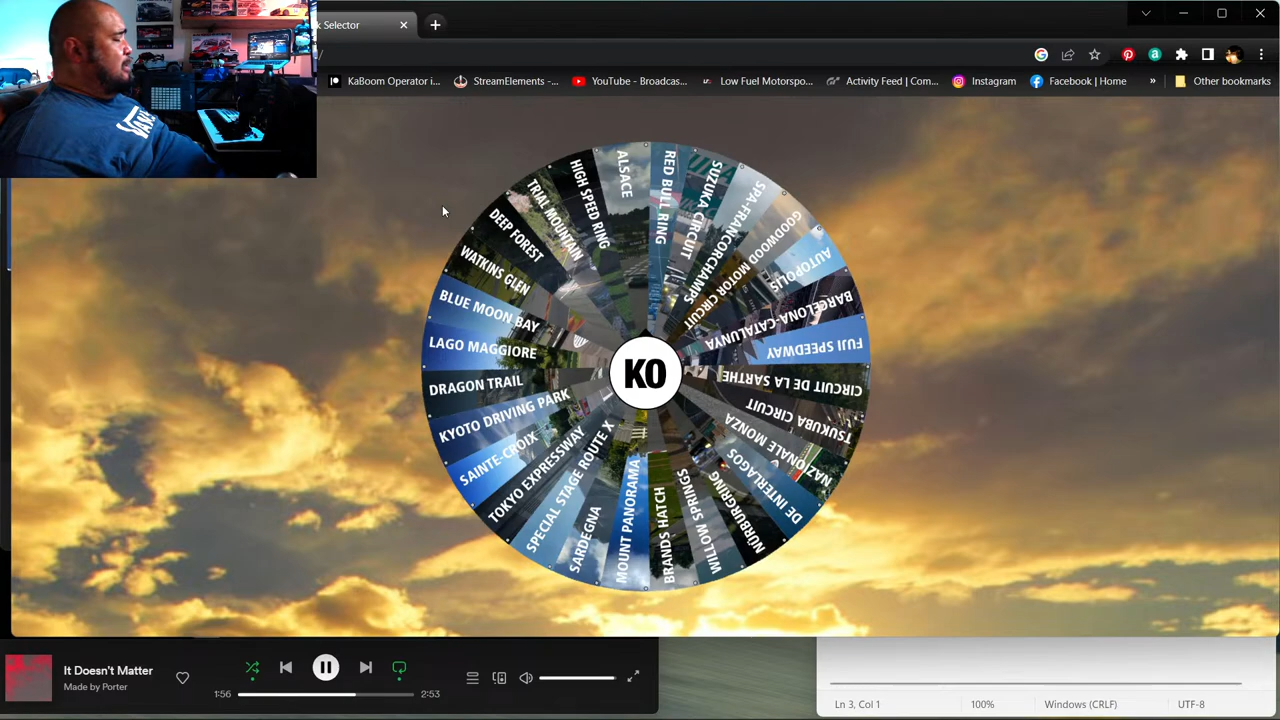 k Selector
KaBoom Operator i...
StreamElements -...
YouTube - Broadcas...
Low Fuel Motorspo...
Activity Feed | Com...
Instagram
Facebook | Home
»
Other bookmarks
VANS
ALSACE
RED BULL RING
SUZUKA CIRCUIT
SPA-FRANCORCHAMPS
GOODWOOD MOTOR CIRCUIT
AUTOPOLIS
BARCELONA-CATALUNYA
FUJI SPEEDWAY
CIRCUIT DE LA SARTHE
TSUKUBA CIRCUIT
NAZIONALE MONZA
DE INTERLAGOS
NÜRBURGRING
WILLOW SPRINGS
BRANDS HATCH
MOUNT PANORAMA
SARDEGNA
SPECIAL STAGE ROUTE X
TOKYO EXPRESSWAY
SAINTE-CROIX
KYOTO DRIVING PARK
DRAGON TRAIL
LAGO MAGGIORE
BLUE MOON BAY
WATKINS GLEN
DEEP FOREST
TRIAL MOUNTAIN
HIGH SPEED RING
KO
It Doesn't Matter
Made by Porter
1:56
2:53
Ln 3, Col 1
100%
Windows (CRLF)
UTF-8